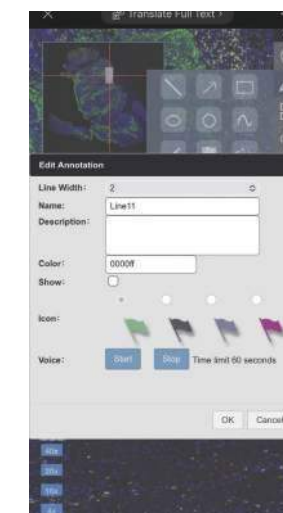 Translate Full Text >
Edit Annotation
Line Width: 2
Name: Line11
Description:
Color: 0000ff
Show:
Icon:
Voice: Start Stop Time limit 60 seconds
OK Cancel
40x
20x
10x
4x